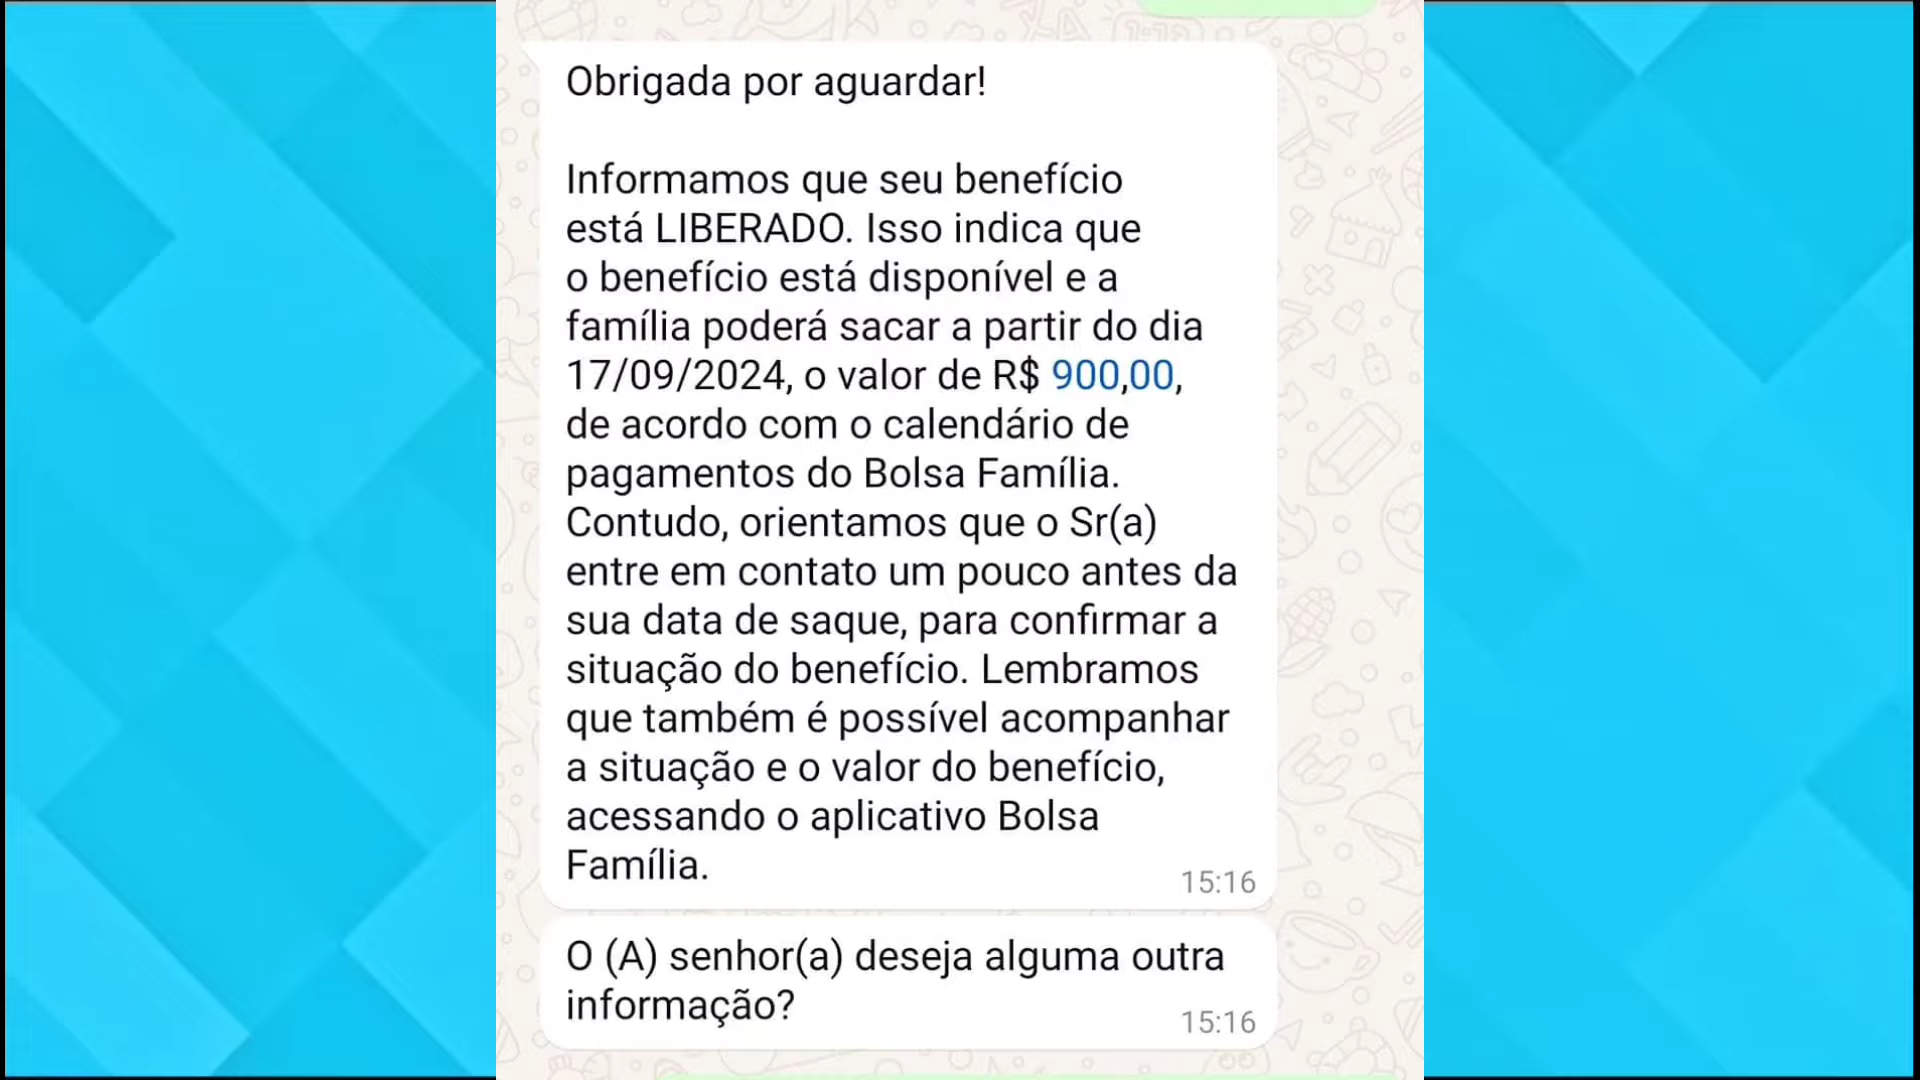 Obrigada por aguardar!
Informamos que seu benefício
está LIBERADO. Isso indica que
o benefício está disponível e a
família poderá sacar a partir do dia
17/09/2024, o valor de R$ 900,00,
de acordo com o calendário de
pagamentos do Bolsa Família.
Contudo, orientamos que o Sr(a)
entre em contato um pouco antes da
sua data de saque, para confirmar a
situação do benefício. Lembramos
que também é possível acompanhar
a situação e o valor do benefício,
acessando o aplicativo Bolsa
Família.
15:16
O (A) senhor(a) deseja alguma outra
informação?
15:16